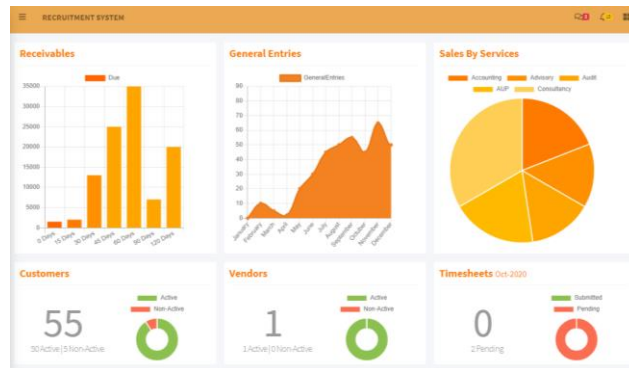 RECRUITMENT SYSTEM
Receivables
Due
35000
30000
25000
20000
15000
10000
5000
0
0 Days
15 Days
30 Days
45 Days
60 Days
90 Days
120 Days
General Entries
GeneralEntries
90
80
70
60
50
40
30
20
10
0
January
February
March
April
May
June
July
August
September
October
November
December
Sales By Services
Accounting Advisory Audit
AUP Consultancy
Customers
55
50 Active | 5 Non-Active
Active
Non-Active
Vendors
1
1 Active | 0 Non-Active
Active
Non-Active
Timesheets Oct-2020
0
2 Pending
Submitted
Pending